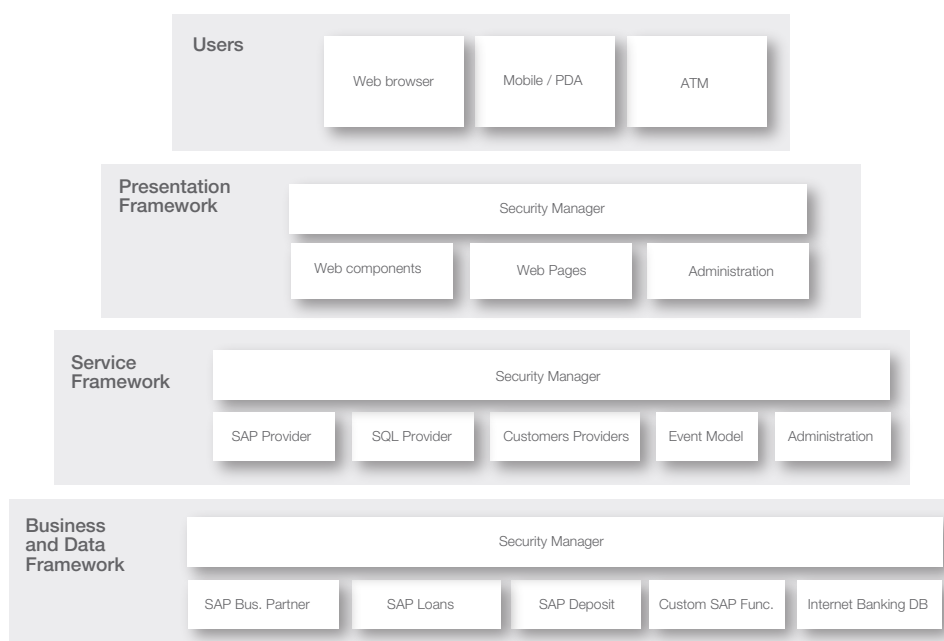 Users
Web browser
Mobile / PDA
ATM
Presentation
Framework
Security Manager
Web components
Web Pages
Administration
Service
Framework
Security Manager
SAP Provider
SQL Provider
Customers Providers
Event Model
Administration
Business
and Data
Framework
Security Manager
SAP Bus. Partner
SAP Loans
SAP Deposit
Custom SAP Func.
Internet Banking DB